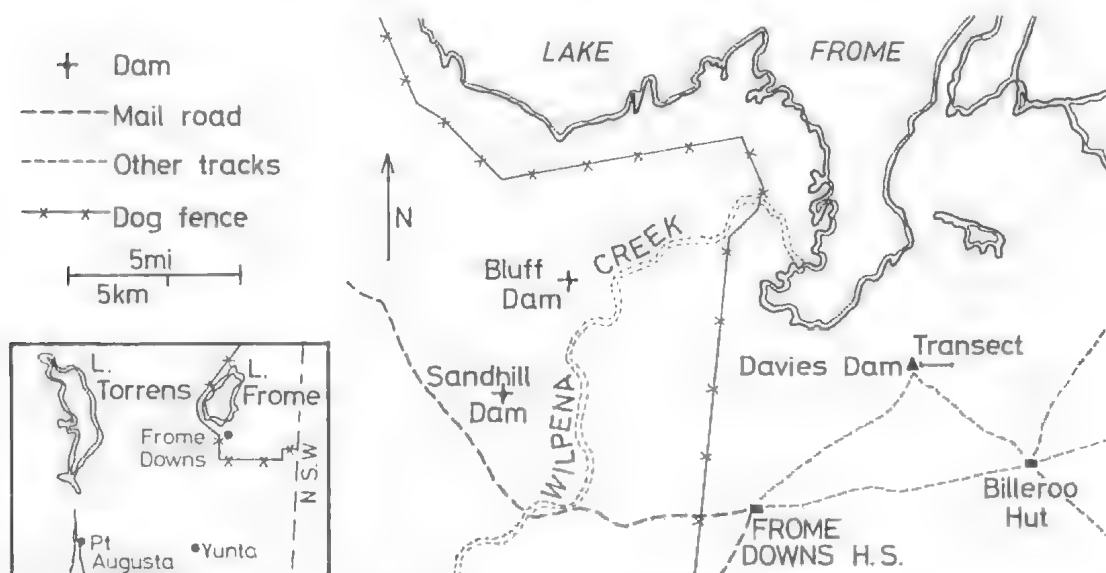 Dam
Mail road
Other tracks
Dog fence
5mi
5km
L.
Torrens
L.
Frome
Frome
Downs
N S.W
Pt
Augusta
Yunta
LAKE FROME
N
CREEK
Bluff
Dam
Sandhill
Dam
WILPENA
Davies Dam
Transect
Billeroo
Hut
FROME
DOWNS H.S.